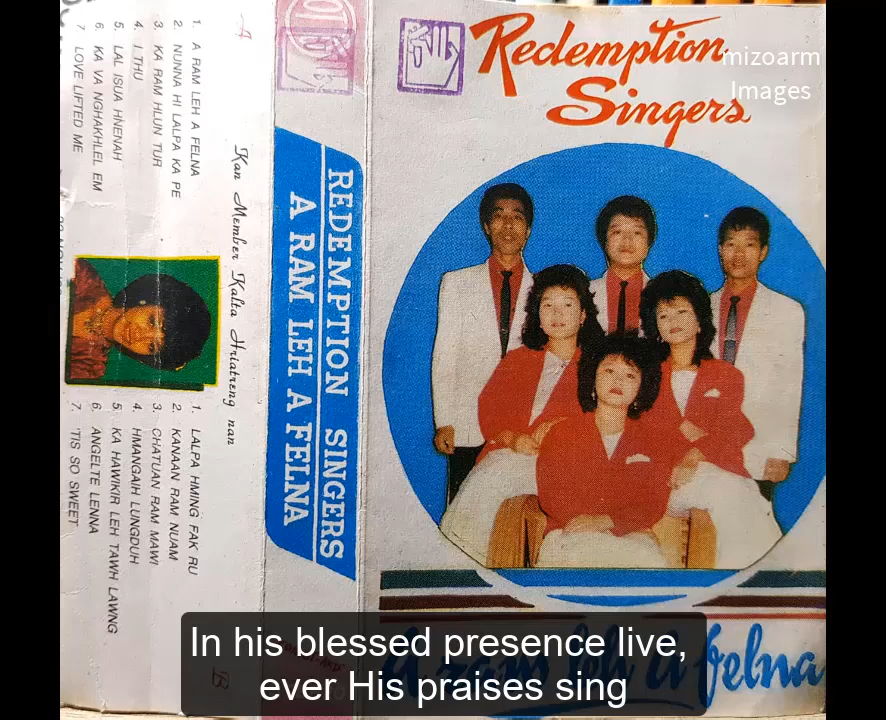 Redemption
Singers
mizoarm
Images
REDEMPTION SINGERS
A RAM LEH A FELNA
Kan Member Kalta Hriatreng nan
A
1. A RAM LEH A FELNA
2. NUNNA HI LALPA KA PE
3. KA RAM HLUN TUR
4. I THU
5. LAL ISUA HNENAH
6. KA VA NGHAKHLEL EM
7 LOVE LIFTED ME
B
1. LALPA HMING FAK RU
2. KANAAN RAM NUAM
3. CHATUAN RAM MAWI
4. HMANGAIH LUNGDUH
5. KA HAWIKIR LEH TAWH LAWNG
6. ANGELTE LENNA
7. 'TIS SO SWEET
A ram leh a felna
In his blessed presence live,
ever His praises sing